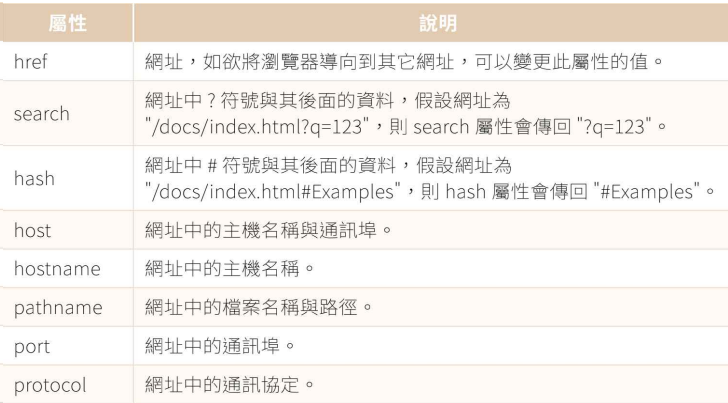 屬性 說明
href 網址，如欲將瀏覽器導向到其它網址，可以變更此屬性的值。
search 網址中 ? 符號與其後面的資料，假設網址為
"/docs/index.html?q=123"，則 search 屬性會傳回 "?q=123"。
hash 網址中 # 符號與其後面的資料，假設網址為
"/docs/index.html#Examples"，則 hash 屬性會傳回 "#Examples"。
host 網址中的主機名稱與通訊埠。
hostname 網址中的主機名稱。
pathname 網址中的檔案名稱與路徑。
port 網址中的通訊埠。
protocol 網址中的通訊協定。